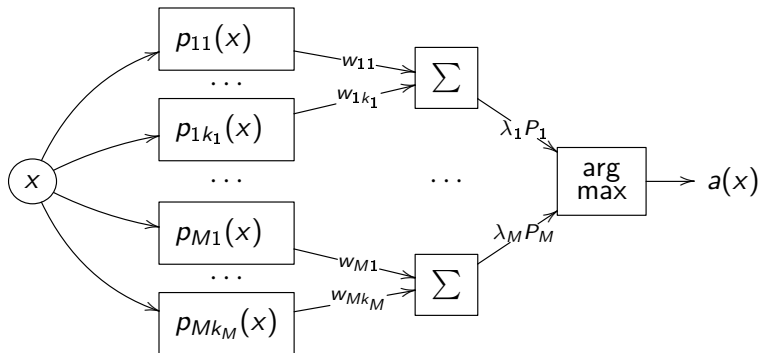 p₁₁(x)
w₁₁
∑
· · ·
w₁ₖ₁
p₁ₖ₁(x)
λ₁P₁
x
· · ·
· · ·
arg
max
a(x)
p_M1(x)
λ_M P_M
w_M1
· · ·
∑
w_Mk_M
p_Mk_M(x)